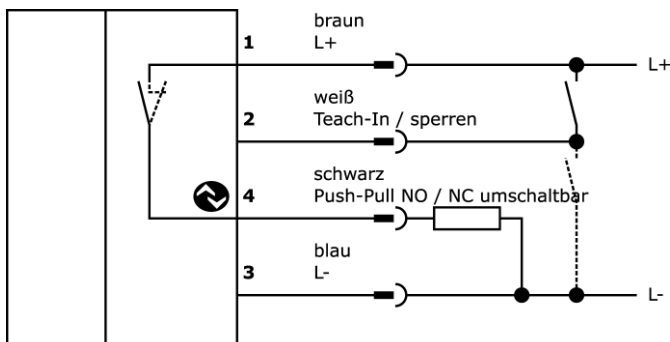 braun
1 L+ L+
weiß
2 Teach-In / sperren
schwarz
4 Push-Pull NO / NC umschaltbar
blau
3 L- L-